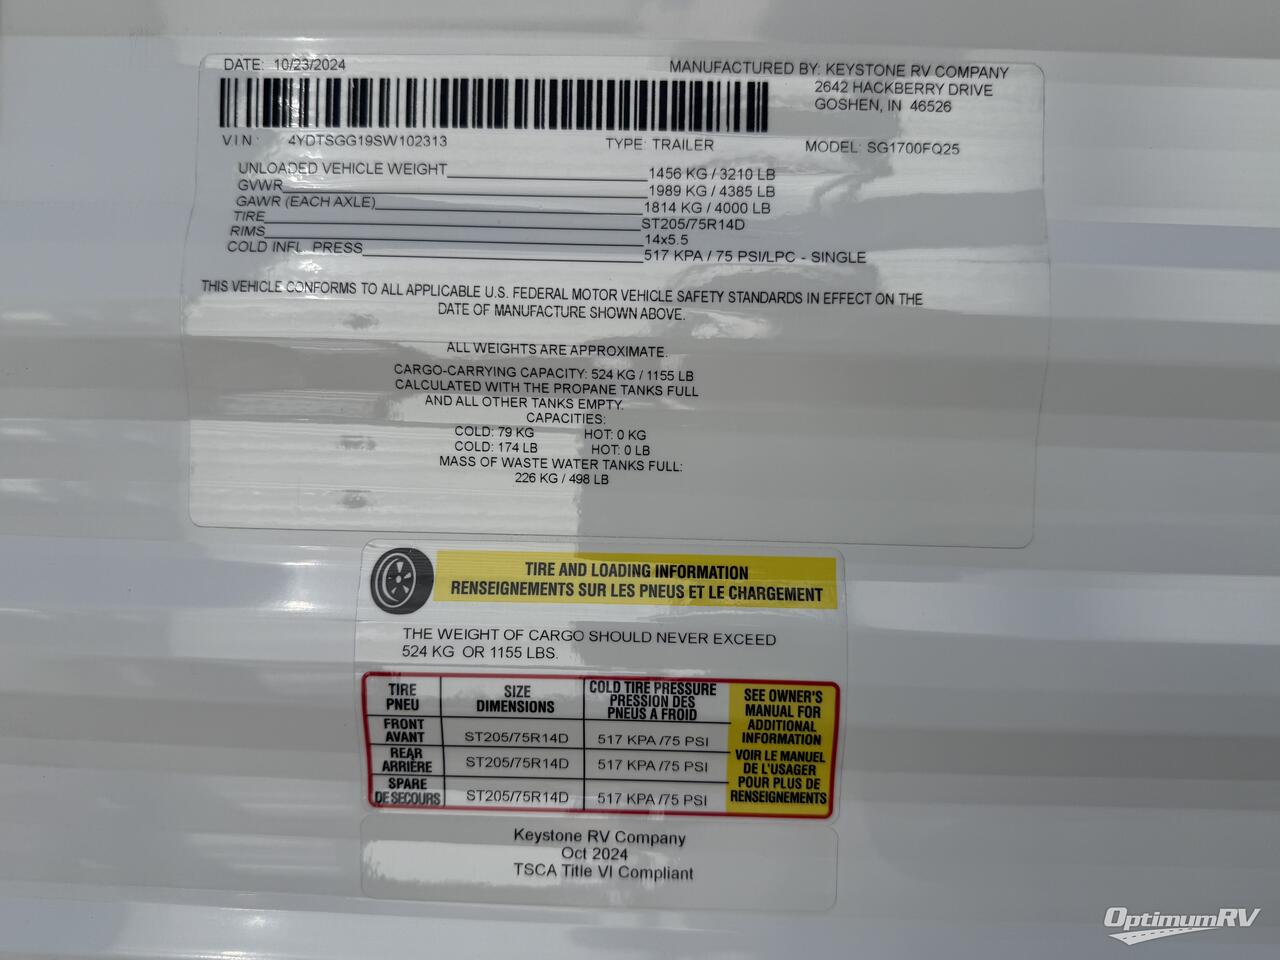 DATE: 10/23/2024
MANUFACTURED BY: KEYSTONE RV COMPANY
2642 HACKBERRY DRIVE
GOSHEN, IN 46526
VIN: 4YDTSGG19SW102313 TYPE: TRAILER MODEL: SG1700FQ25
UNLOADED VEHICLE WEIGHT 1456 KG / 3210 LB
GVWR 1989 KG / 4385 LB
GAWR (EACH AXLE) 1814 KG / 4000 LB
TIRE ST205/75R14D
RIMS 14x5.5
COLD INFL. PRESS 517 KPA / 75 PSI/LPC - SINGLE
THIS VEHICLE CONFORMS TO ALL APPLICABLE U.S. FEDERAL MOTOR VEHICLE SAFETY STANDARDS IN EFFECT ON THE
DATE OF MANUFACTURE SHOWN ABOVE.
ALL WEIGHTS ARE APPROXIMATE.
CARGO-CARRYING CAPACITY: 524 KG / 1155 LB
CALCULATED WITH THE PROPANE TANKS FULL
AND ALL OTHER TANKS EMPTY.
CAPACITIES:
COLD: 79 KG HOT: 0 KG
COLD: 174 LB HOT: 0 LB
MASS OF WASTE WATER TANKS FULL:
226 KG / 498 LB
TIRE AND LOADING INFORMATION
RENSEIGNEMENTS SUR LES PNEUS ET LE CHARGEMENT
THE WEIGHT OF CARGO SHOULD NEVER EXCEED
524 KG OR 1155 LBS.
TIRE
PNEU
SIZE
DIMENSIONS
COLD TIRE PRESSURE
PRESSION DES
PNEUS A FROID
FRONT
AVANT
ST205/75R14D
517 KPA /75 PSI
REAR
ARRIÈRE
ST205/75R14D
517 KPA /75 PSI
SPARE
DE SECOURS
ST205/75R14D
517 KPA /75 PSI
SEE OWNER'S
MANUAL FOR
ADDITIONAL
INFORMATION
VOIR LE MANUEL
DE L'USAGER
POUR PLUS DE
RENSEIGNEMENTS
Keystone RV Company
Oct 2024
TSCA Title VI Compliant
OptimumRV